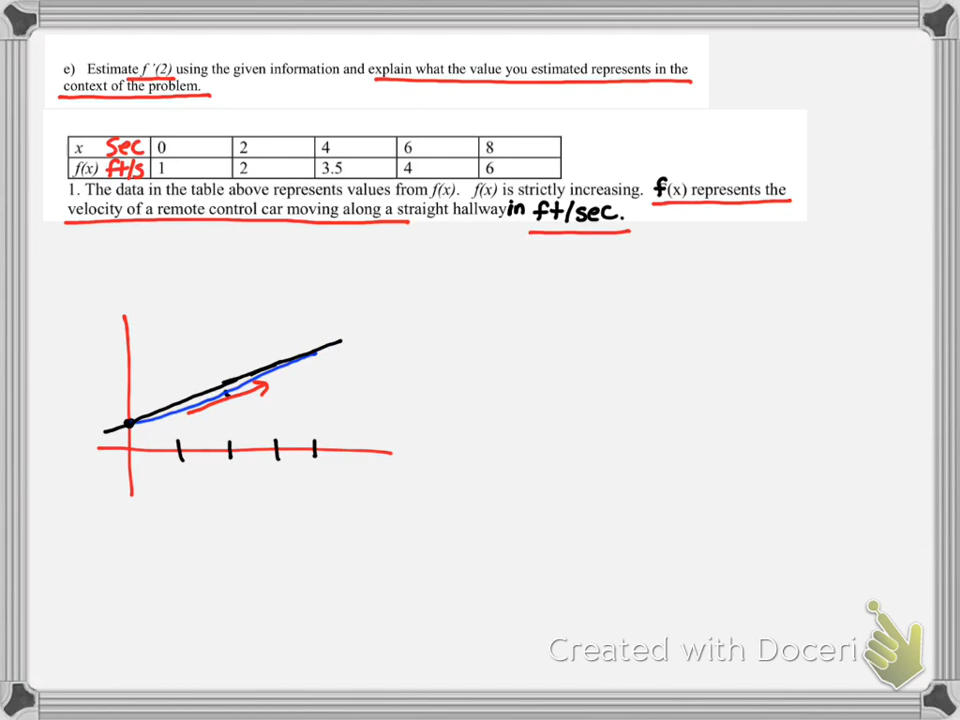 e) Estimate f '(2) using the given information and explain what the value you estimated represents in the
context of the problem.
x sec 0 2 4 6 8
f(x) ft/s 1 2 3.5 4 6
1. The data in the table above represents values from f(x). f(x) is strictly increasing. f(x) represents the
velocity of a remote control car moving along a straight hallway in ft/sec.
Created with Doceri